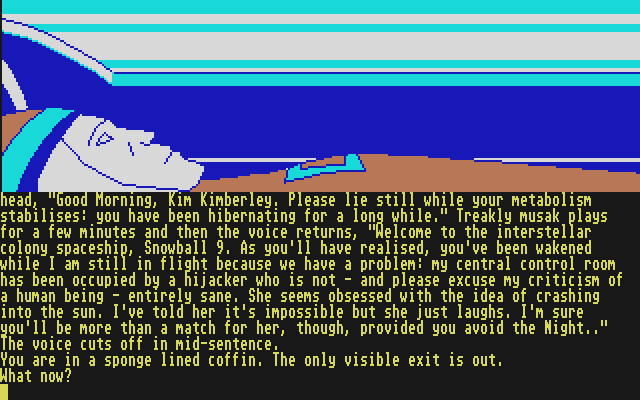 head, "Good Morning, Kim Kimberley. Please lie still while your metabolism
stabilises: you have been hibernating for a long while." Treakly musak plays
for a few minutes and then the voice returns, "Welcome to the interstellar
colony spaceship, Snowball 9. As you'll have realised, you've been wakened
while I am still in flight because we have a problem: my central control room
has been occupied by a hijacker who is not - and please excuse my criticism of
a human being - entirely sane. She seems obsessed with the idea of crashing
into the sun. I've told her it's impossible but she just laughs. I'm sure
you'll be more than a match for her, though, provided you avoid the Night.."
The voice cuts off in mid-sentence.
You are in a sponge lined coffin. The only visible exit is out.
What now?